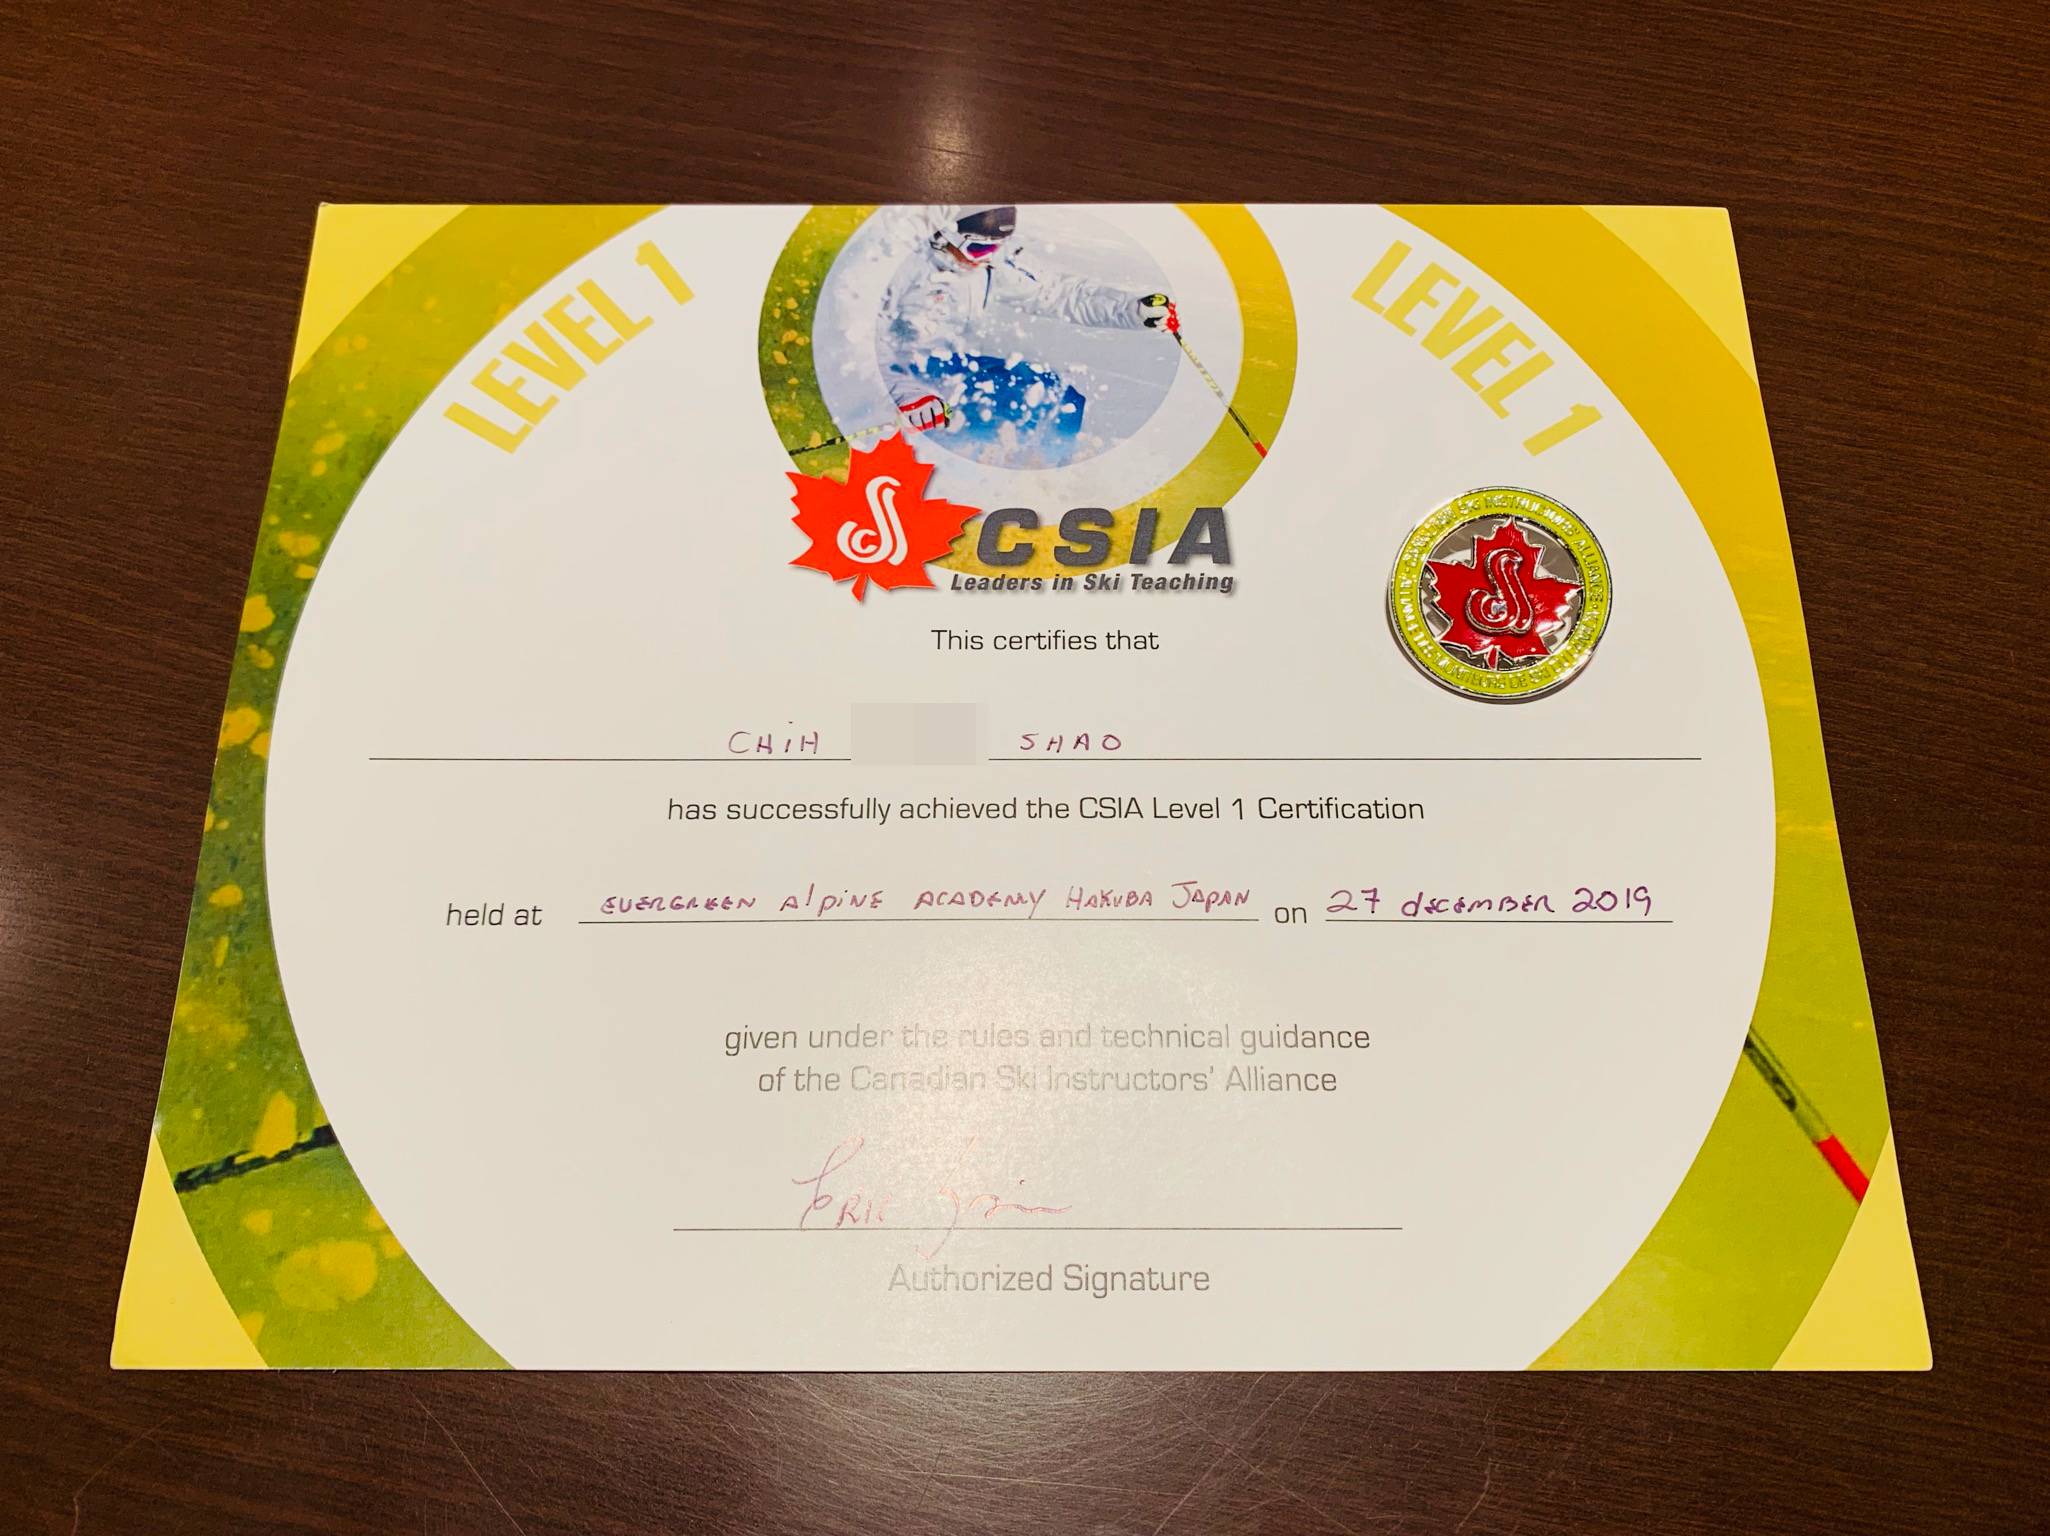 LEVEL 1
LEVEL 1
CSIA
Leaders in Ski Teaching
This certifies that
CHiH SHAO
has successfully achieved the CSIA Level 1 Certification
held at EVERGREEN AlpiNE ACADEMY HAKUBA JAPAN on 27 dECEMBER 2019
given under the rules and technical guidance
of the Canadian Ski Instructors' Alliance
ERIC
Authorized Signature